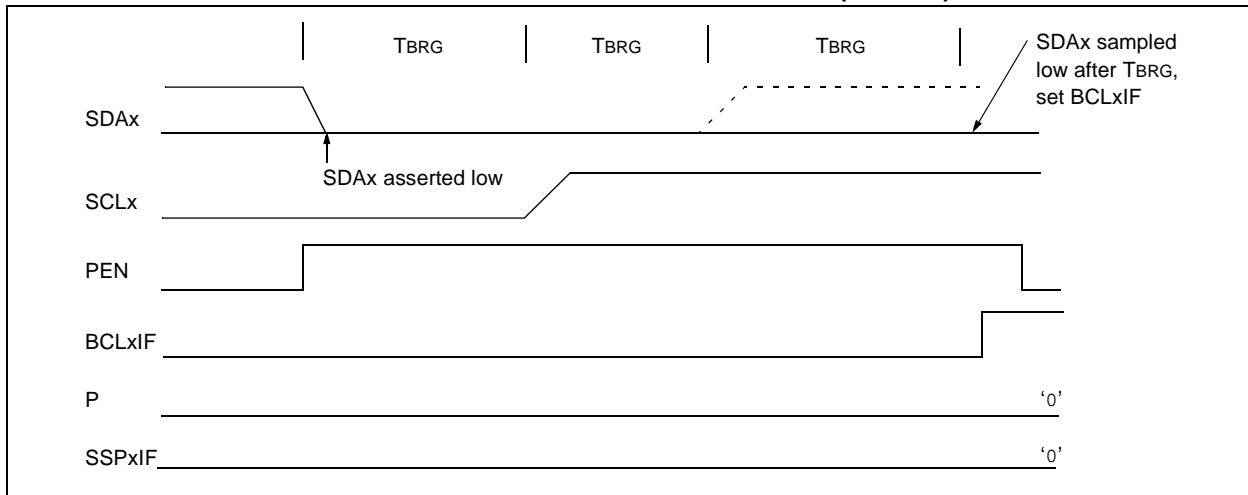 TBRG TBRG TBRG
SDAx sampled
low after TBRG,
set BCLxIF
SDAx
SDAx asserted low
SCLx
PEN
BCLxIF
P ‘0’
SSPxIF ‘0’